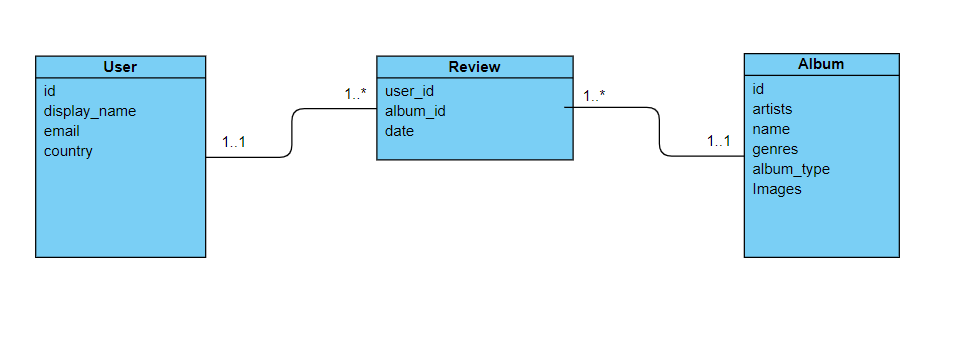 User
id
display_name
email
country
1..1
1..*
Review
user_id
album_id
date
1..*
1..1
Album
id
artists
name
genres
album_type
Images